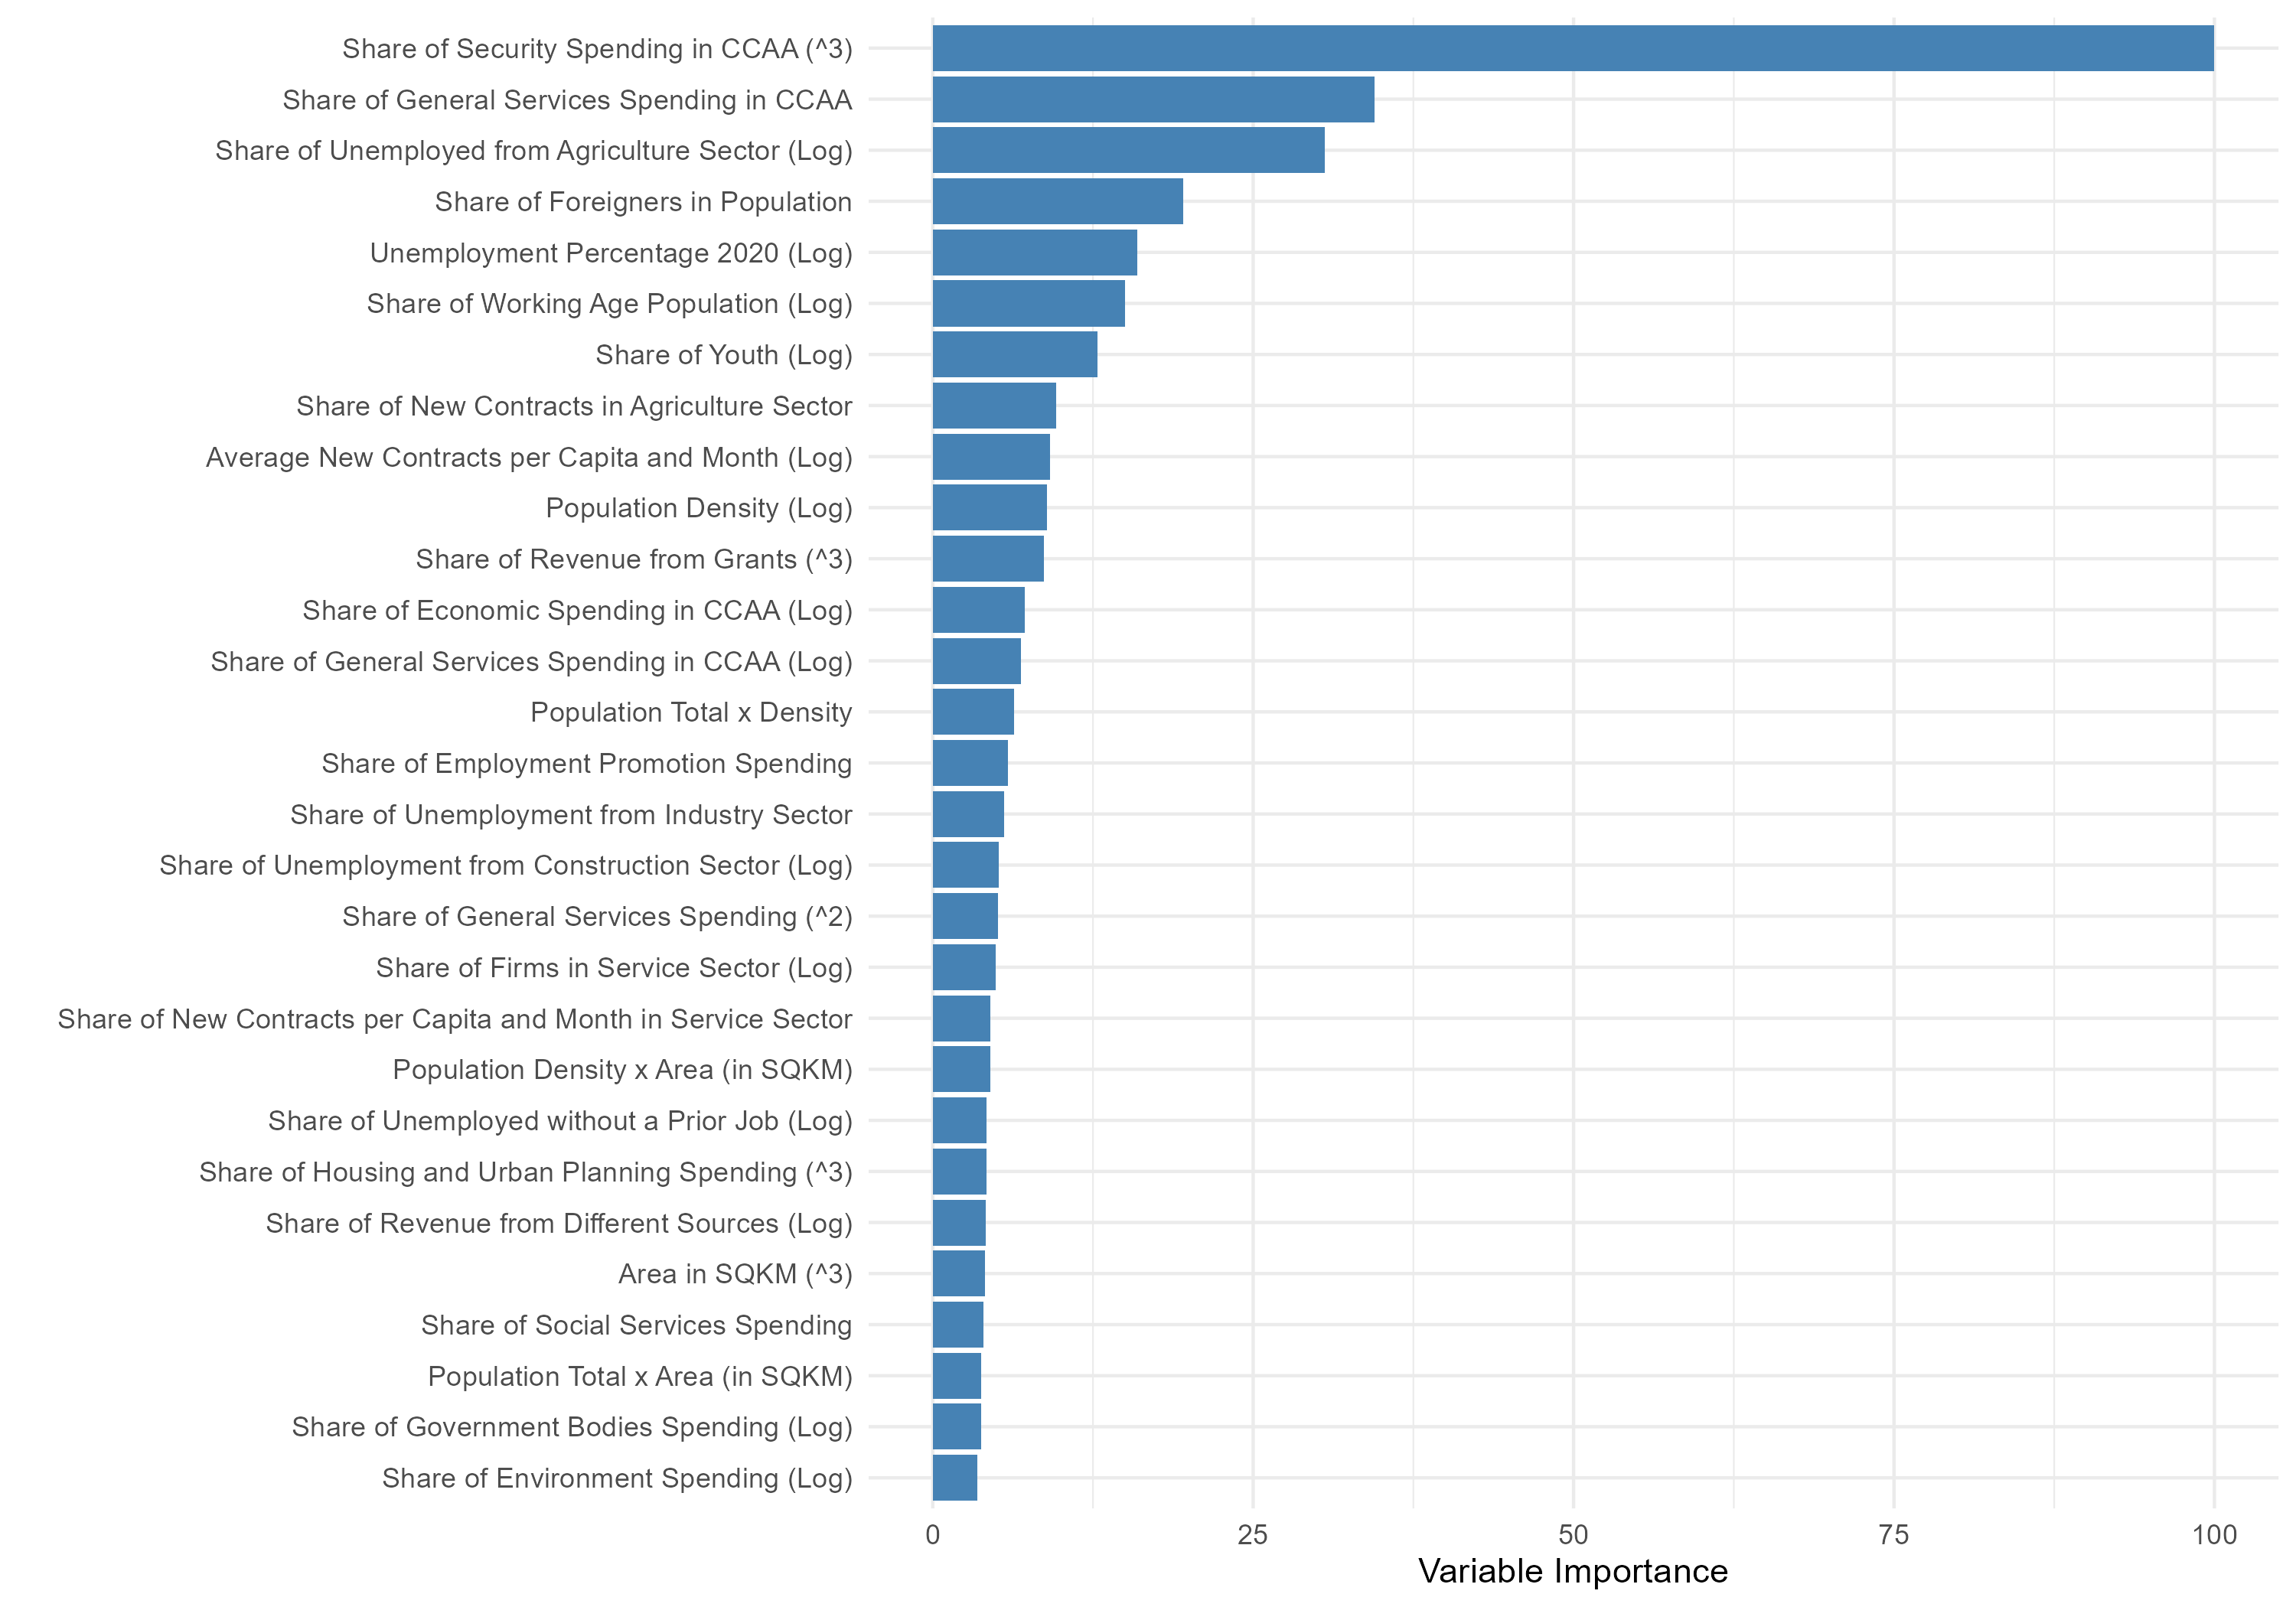 Share of Security Spending in CCAA (^3)
Share of General Services Spending in CCAA
Share of Unemployed from Agriculture Sector (Log)
Share of Foreigners in Population
Unemployment Percentage 2020 (Log)
Share of Working Age Population (Log)
Share of Youth (Log)
Share of New Contracts in Agriculture Sector
Average New Contracts per Capita and Month (Log)
Population Density (Log)
Share of Revenue from Grants (^3)
Share of Economic Spending in CCAA (Log)
Share of General Services Spending in CCAA (Log)
Population Total x Density
Share of Employment Promotion Spending
Share of Unemployment from Industry Sector
Share of Unemployment from Construction Sector (Log)
Share of General Services Spending (^2)
Share of Firms in Service Sector (Log)
Share of New Contracts per Capita and Month in Service Sector
Population Density x Area (in SQKM)
Share of Unemployed without a Prior Job (Log)
Share of Housing and Urban Planning Spending (^3)
Share of Revenue from Different Sources (Log)
Area in SQKM (^3)
Share of Social Services Spending
Population Total x Area (in SQKM)
Share of Government Bodies Spending (Log)
Share of Environment Spending (Log)
0 25 50 75 100
Variable Importance